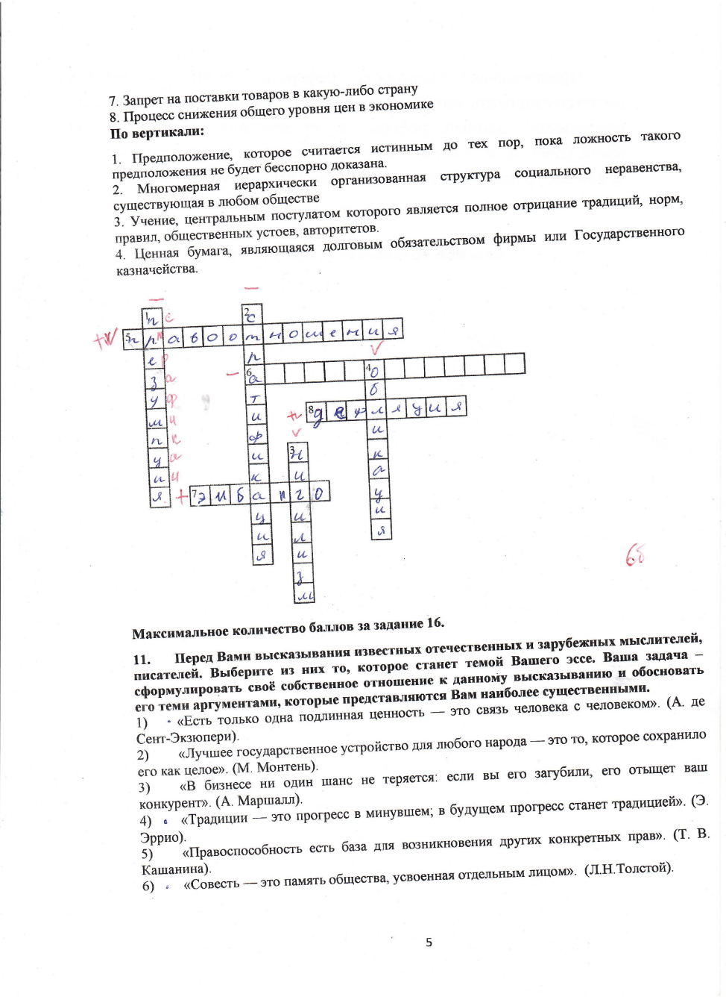 7. Запрет на поставки товаров в какую-либо страну
8. Процесс снижения общего уровня цен в экономике
По вертикали:
1. Предположение, которое считается истинным до тех пор, пока ложность такого
предположения не будет бесспорно доказана.
2. Многомерная иерархически организованная структура социального неравенства,
существующая в любом обществе
3. Учение, центральным постулатом которого является полное отрицание традиций, норм,
правил, общественных устоев, авторитетов.
4. Ценная бумага, являющаяся долговым обязательством фирмы или Государственного
казначейства.
1 презумпция
2 стратификация
5 правоотношения
6
4 облигация
8 дефляция
3 нигилизм
7 эмбарго
6б
Максимальное количество баллов за задание 16.
11. Перед Вами высказывания известных отечественных и зарубежных мыслителей,
писателей. Выберите из них то, которое станет темой Вашего эссе. Ваша задача –
сформулировать своё собственное отношение к данному высказыванию и обосновать
его теми аргументами, которые представляются Вам наиболее существенными.
1) «Есть только одна подлинная ценность — это связь человека с человеком». (А. де
Сент-Экзюпери).
2) «Лучшее государственное устройство для любого народа — это то, которое сохранило
его как целое». (М. Монтень).
3) «В бизнесе ни один шанс не теряется: если вы его загубили, его отыщет ваш
конкурент». (А. Маршалл).
4) «Традиции — это прогресс в минувшем; в будущем прогресс станет традицией». (Э.
Эррио).
5) «Правоспособность есть база для возникновения других конкретных прав». (Т. В.
Кашанина).
6) «Совесть — это память общества, усвоенная отдельным лицом». (Л.Н.Толстой).
5